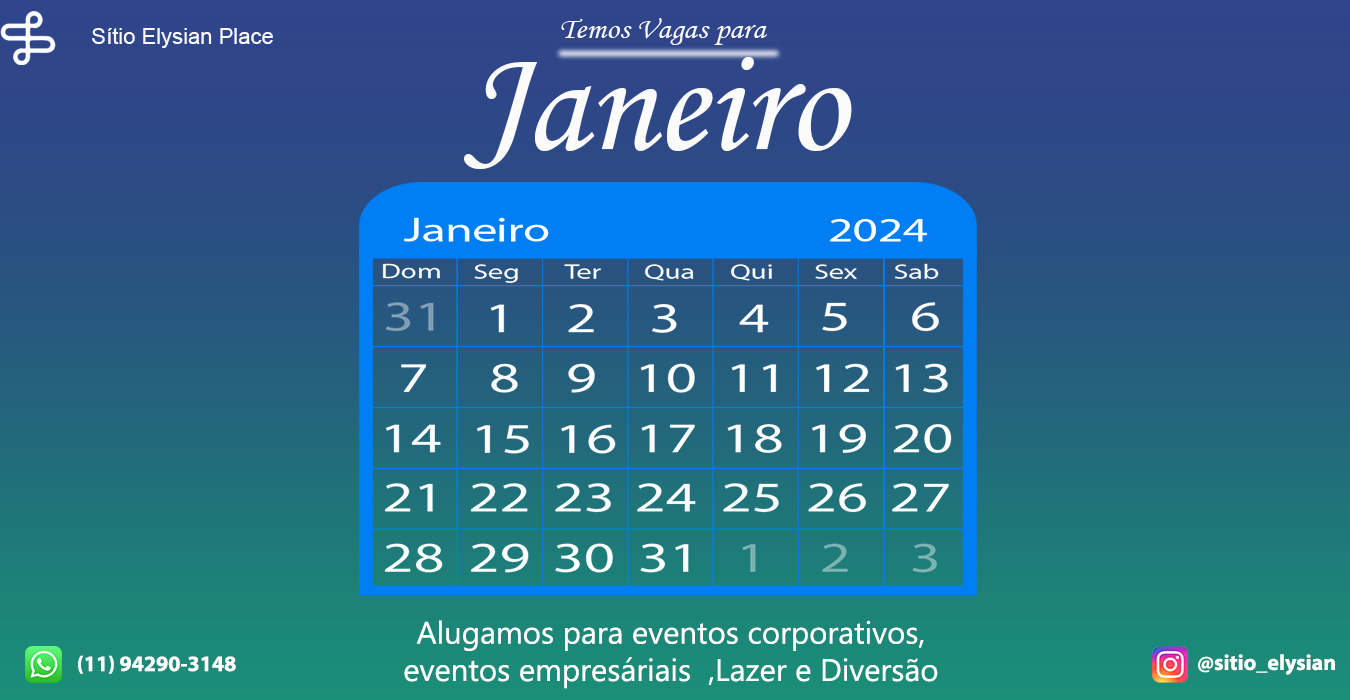 Sítio Elysian Place
Temos Vagas para
Janeiro
Janeiro 2024
Dom Seg Ter Qua Qui Sex Sab
31 1 2 3 4 5 6
7 8 9 10 11 12 13
14 15 16 17 18 19 20
21 22 23 24 25 26 27
28 29 30 31 1 2 3
Alugamos para eventos corporativos,
eventos empresáriais ,Lazer e Diversão
(11) 94290-3148
@sitio_elysian